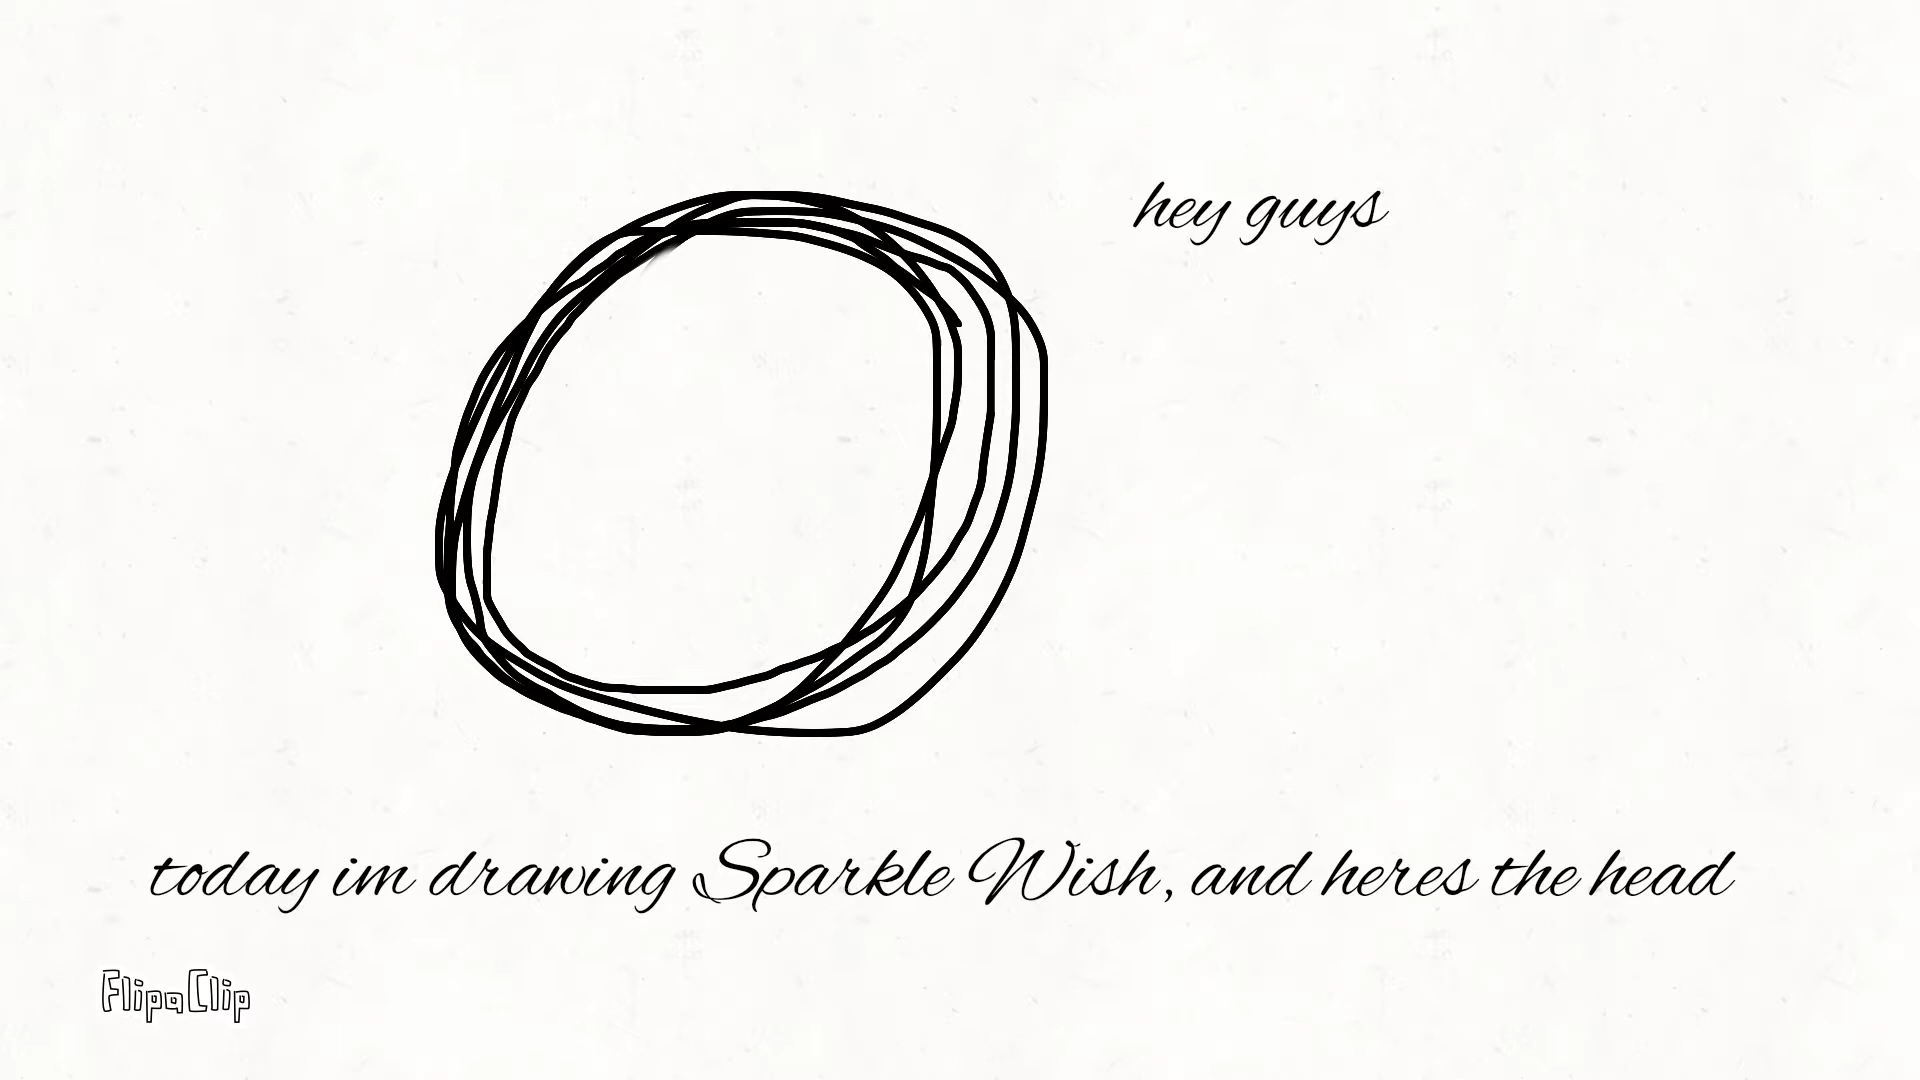 hey guys
today im drawing Sparkle Wish, and heres the head
FlipaClip